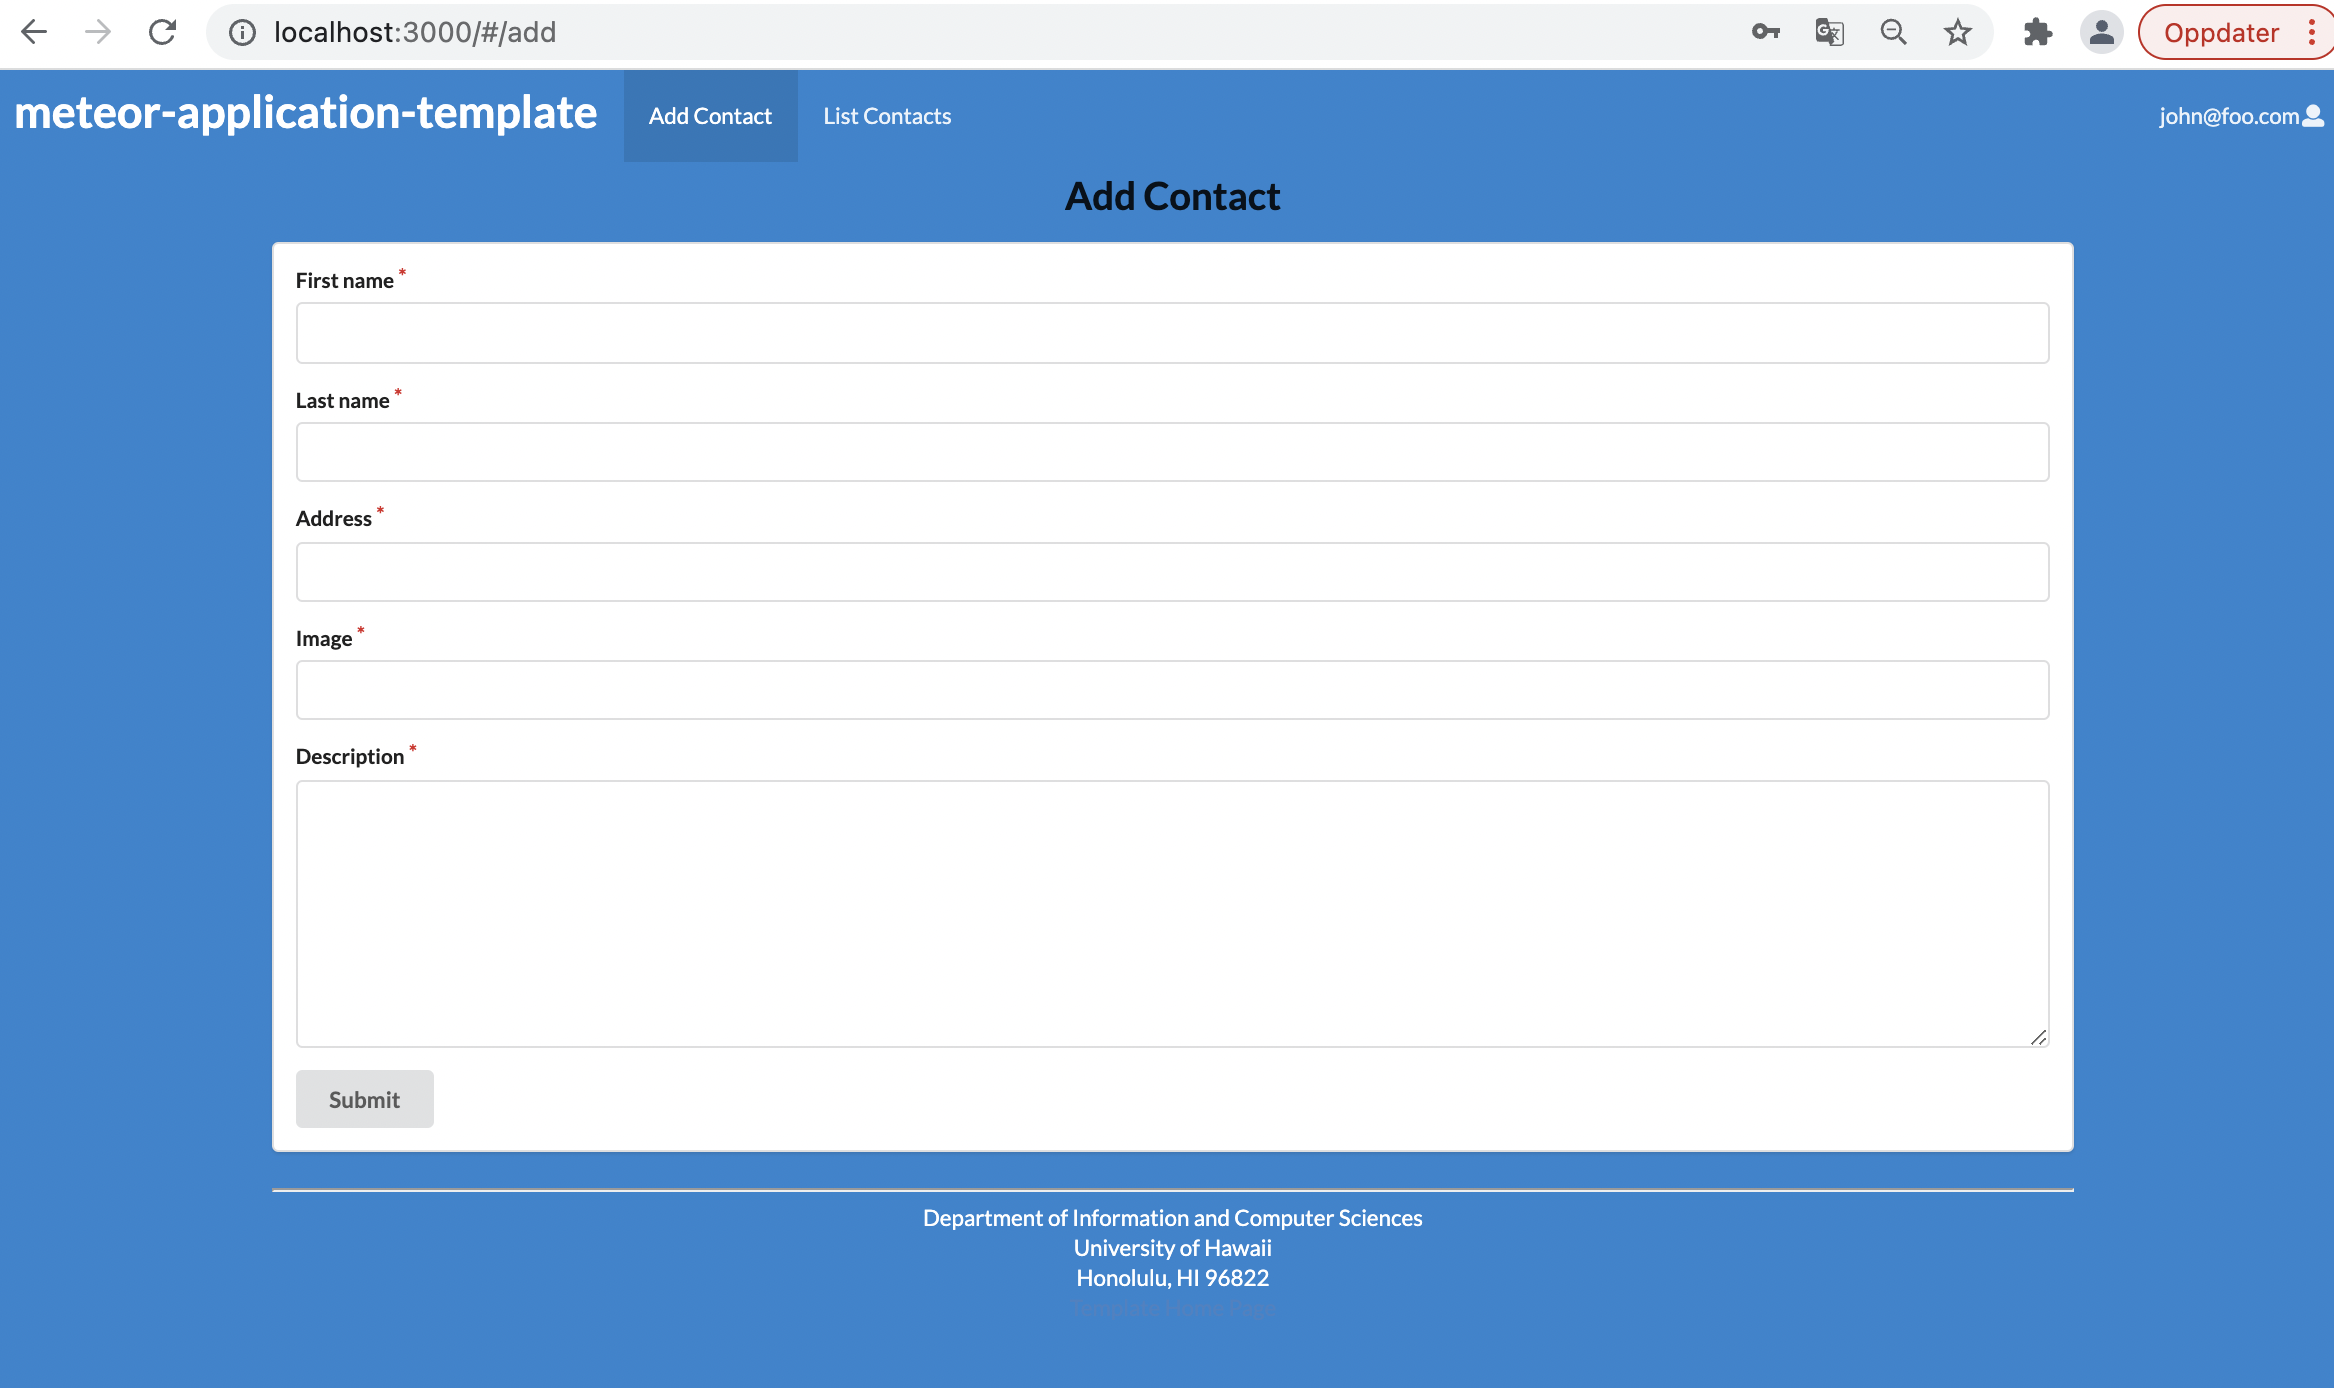 localhost:3000/#/add
Oppdater
meteor-application-template
Add Contact
List Contacts
john@foo.com
Add Contact
First name *
Last name *
Address *
Image *
Description *
Submit
Department of Information and Computer Sciences
University of Hawaii
Honolulu, HI 96822